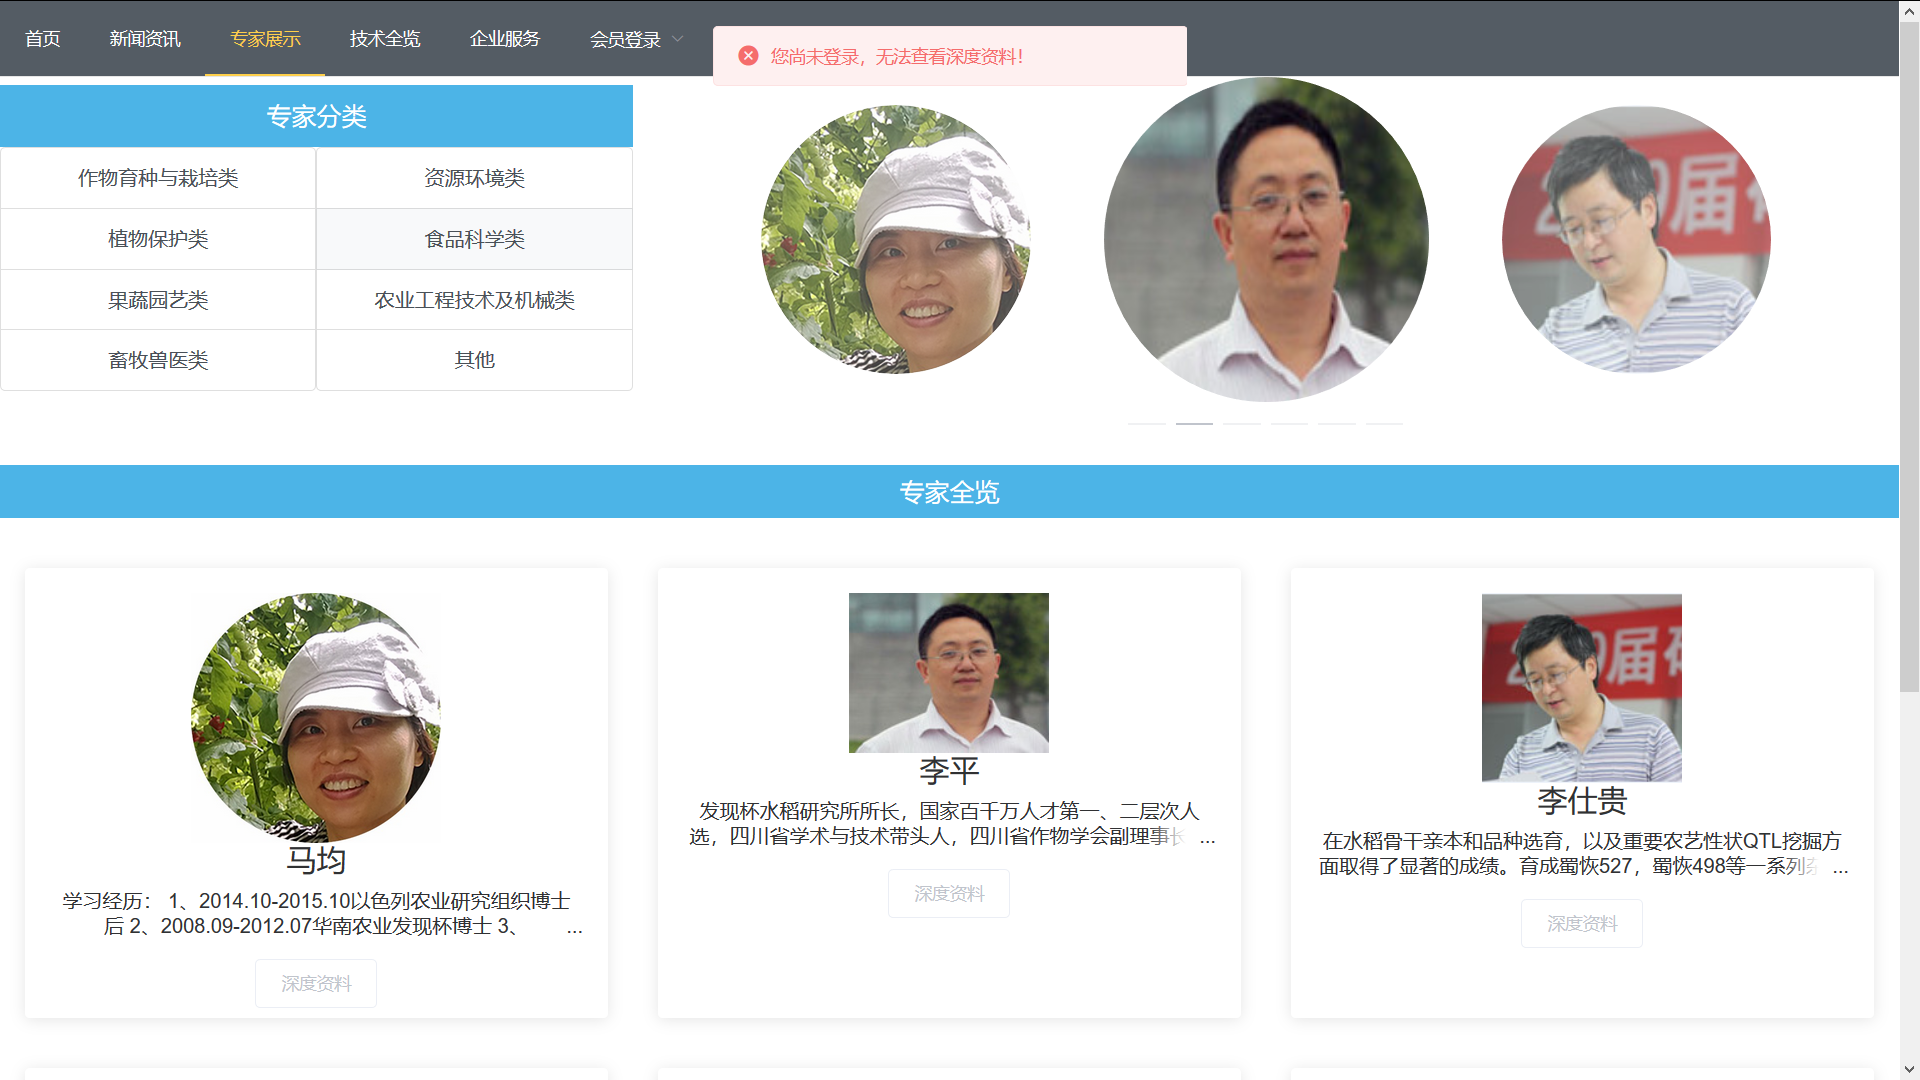 首页 新闻资讯 专家展示 技术全览 企业服务 会员登录
您尚未登录，无法查看深度资料！
专家分类
作物育种与栽培类 资源环境类
植物保护类 食品科学类
果蔬园艺类 农业工程技术及机械类
畜牧兽医类 其他
届
专家全览
届
马均
学习经历： 1、2014.10-2015.10以色列农业研究组织博士
后 2、2008.09-2012.07华南农业发现杯博士 3、 ...
深度资料
李平
发现杯水稻研究所所长，国家百千万人才第一、二层次人
选，四川省学术与技术带头人，四川省作物学会副理事长 ...
深度资料
李仕贵
在水稻骨干亲本和品种选育，以及重要农艺性状QTL挖掘方
面取得了显著的成绩。育成蜀恢527，蜀恢498等一系列杂 ...
深度资料